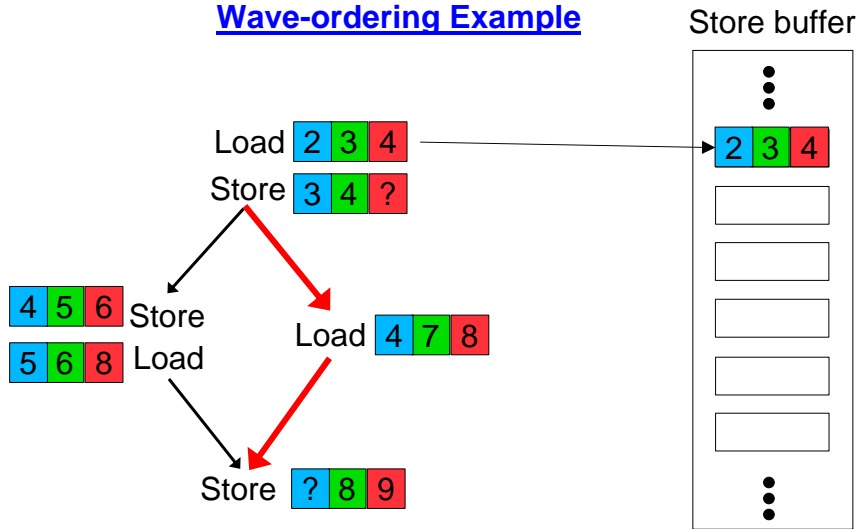 Wave-ordering Example
Store buffer
Load 2 3 4
2 3 4
Store 3 4 ?
4 5 6 Store
Load 4 7 8
5 6 8 Load
Store ? 8 9